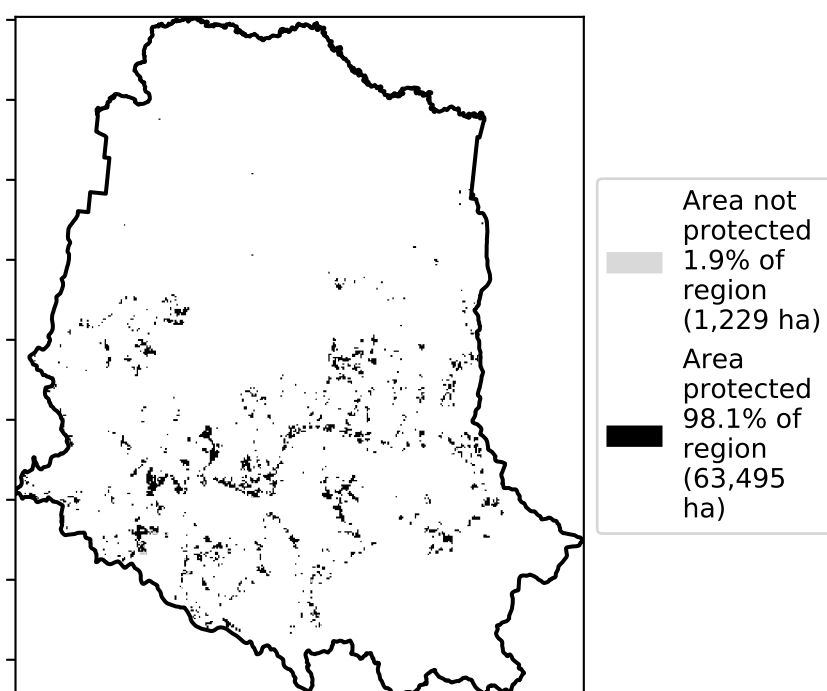 Area not
protected
1.9% of
region
(1,229 ha)
Area
protected
98.1% of
region
(63,495
ha)